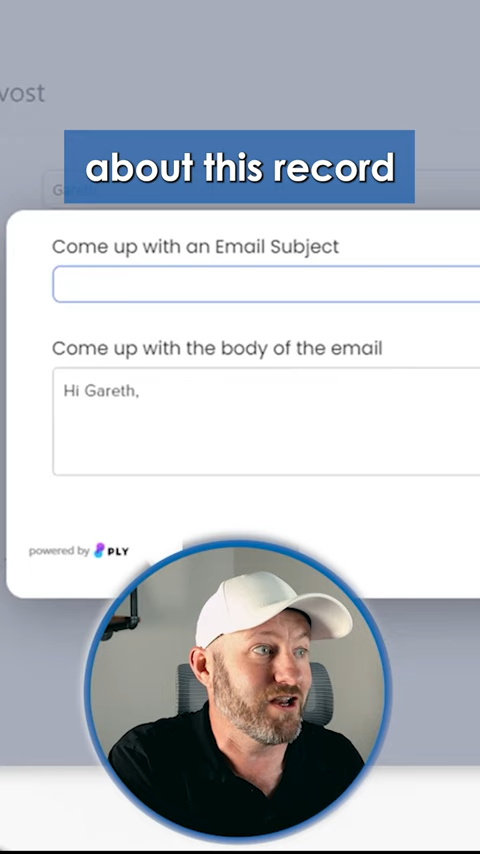 vost
about this record
Come up with an Email Subject
Come up with the body of the email
Hi Gareth,
powered by PLY